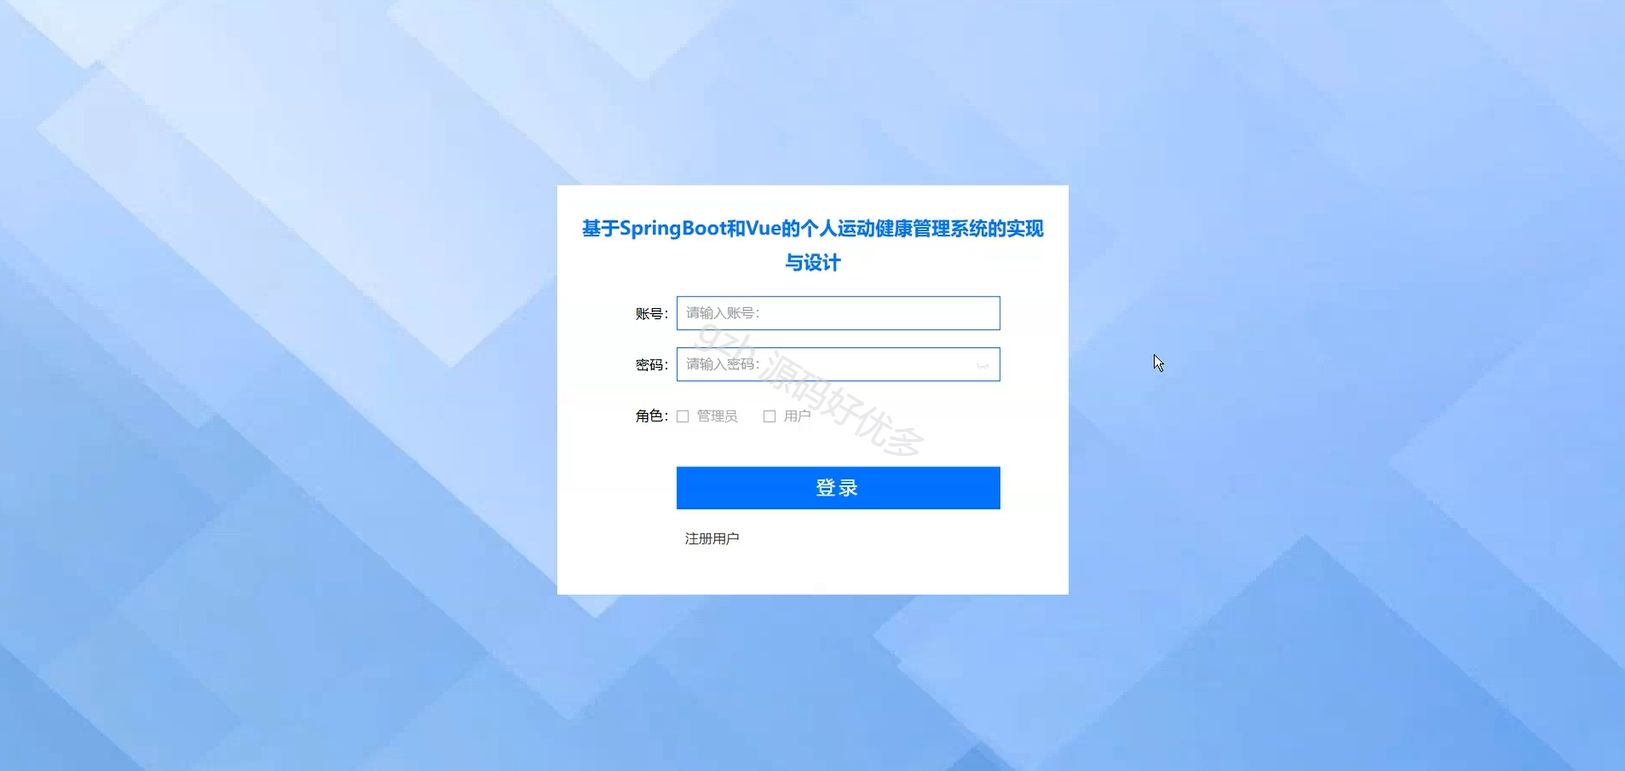 基于SpringBoot和Vue的个人运动健康管理系统的实现
与设计
账号：
请输入账号：
密码：
请输入密码：
角色：
管理员
用户
gzh 源码好优多
登录
注册用户